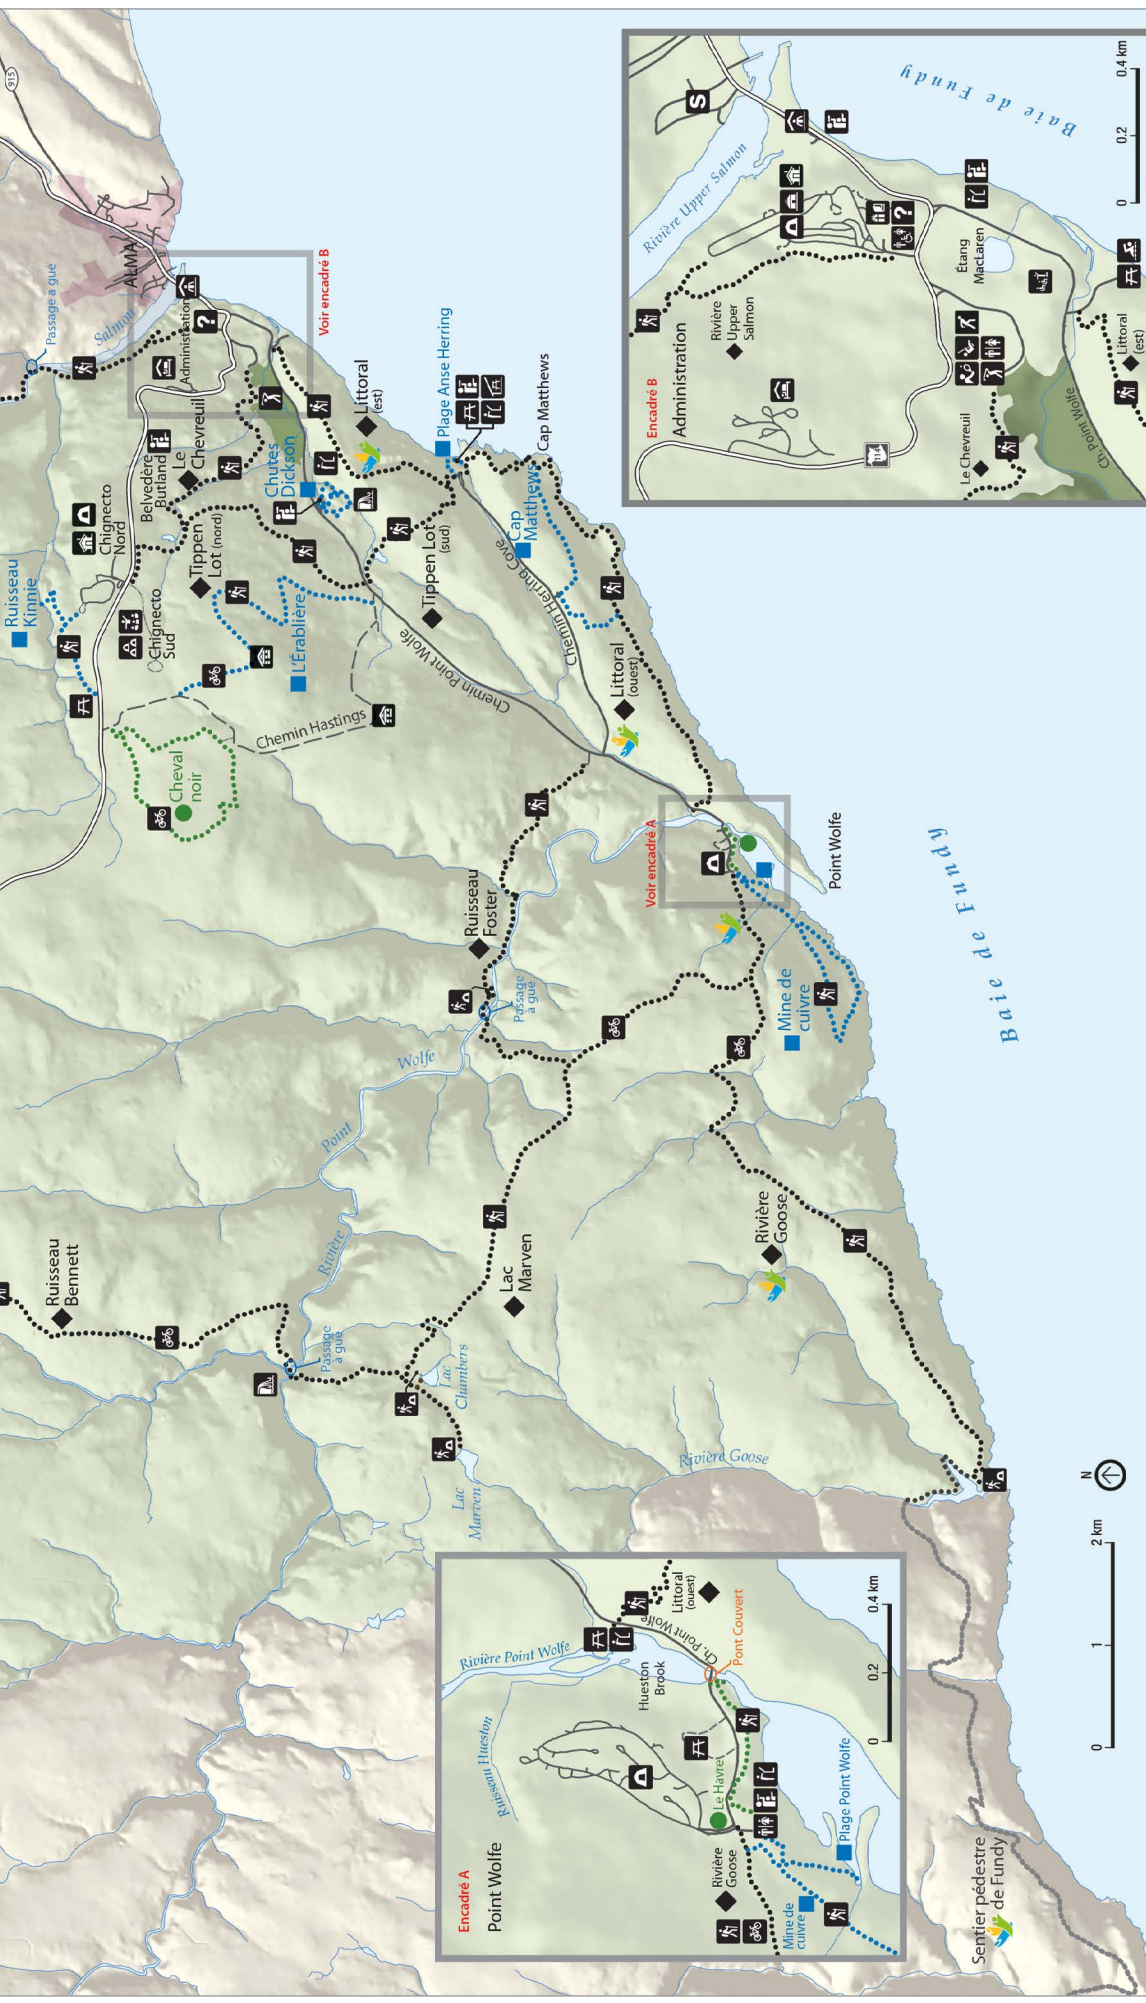 915
ALMA
Passage à gué
Salmon
Administration
Voir encadré B
Ruisseau
Kinnie
Chignecto
Nord
Belvédère
Butland
Le
Chevreuil
Chutes
Dickson
Littoral
(est)
Plage Anse Herring
Cap Matthews
Tippen
Lot (nord)
Tippen Lot
(sud)
Cap
Matthews
Chignecto
Sud
L'Érablière
Chemin Point Wolfe
Chemin Herring Cove
Littoral
(ouest)
Chemin Hastings
Cheval
noir
Ruisseau
Foster
Voir encadré A
Point Wolfe
Baie de Fundy
Passage
à gué
Mine de
cuivre
Rivière
Point
Wolfe
Rivière
Goose
Lac
Marven
Ruisseau
Bennett
Passage
à gué
Lac
Chambers
Lac
Marven
Rivière Goose
Sentier pédestre
de Fundy
N
0
1
2 km
Encadré A
Point Wolfe
Ruisseau Hueston
Rivière Point Wolfe
Hueston
Brook
Ch. Point Wolfe
Littoral
(ouest)
Pont Couvert
Le Havre
Rivière
Goose
Mine de
cuivre
Plage Point Wolfe
0
0.2
0.4 km
Encadré B
Administration
Rivière Upper Salmon
Rivière
Upper
Salmon
S
?
?
Baie de Fundy
Étang
MacLaren
Le Chevreuil
Ch. Point Wolfe
Littoral
(est)
0
0.2
0.4 km